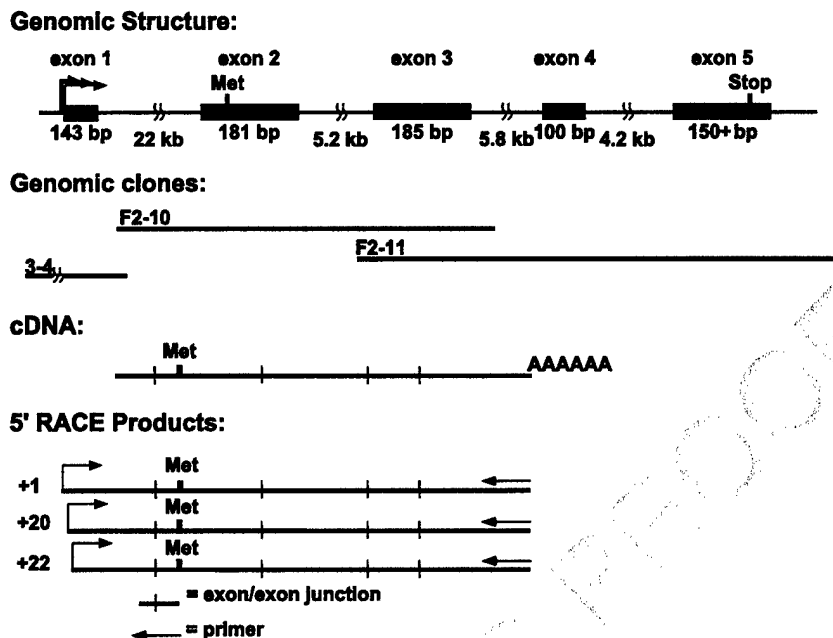 Genomic Structure:
exon 1 exon 2 exon 3 exon 4 exon 5
Met Stop
143 bp 22 kb 181 bp 5.2 kb 185 bp 5.8 kb 100 bp 4.2 kb 150+ bp
Genomic clones:
F2-10
F2-11
3-4
cDNA:
Met AAAAAA
5' RACE Products:
Met
+1
Met
+20
Met
+22
= exon/exon junction
= primer